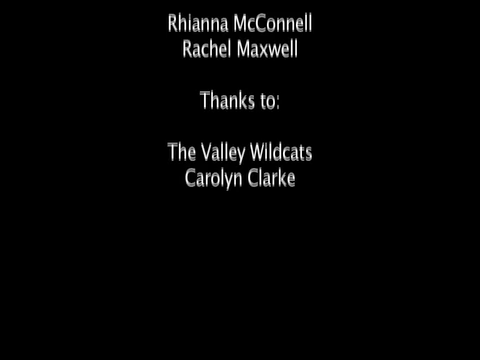 Rhianna McConnell
Rachel Maxwell
Thanks to:
The Valley Wildcats
Carolyn Clarke